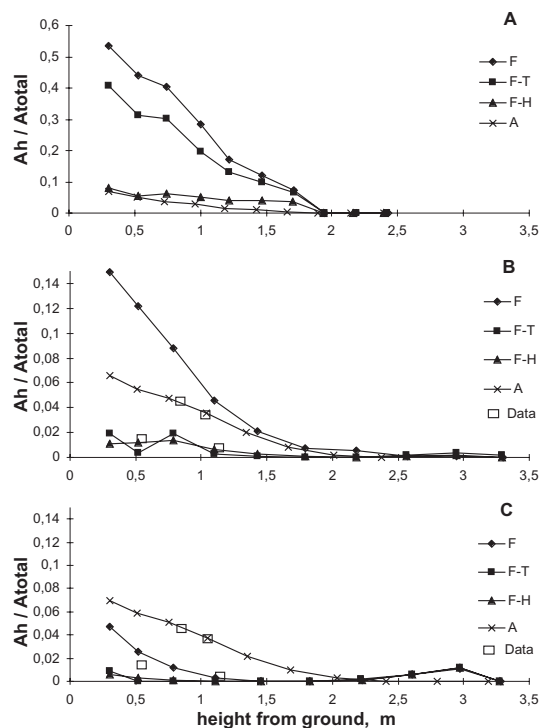 A
0,6
0,5
0,4
0,3
0,2
0,1
0
Ah / Atotal
F
F-T
F-H
A
0 0,5 1 1,5 2 2,5 3 3,5
B
0,14
0,12
0,1
0,08
0,06
0,04
0,02
0
Ah / Atotal
F
F-T
F-H
A
Data
0 0,5 1 1,5 2 2,5 3 3,5
C
0,14
0,12
0,1
0,08
0,06
0,04
0,02
0
Ah / Atotal
F
F-T
F-H
A
Data
0 0,5 1 1,5 2 2,5 3 3,5
height from ground, m